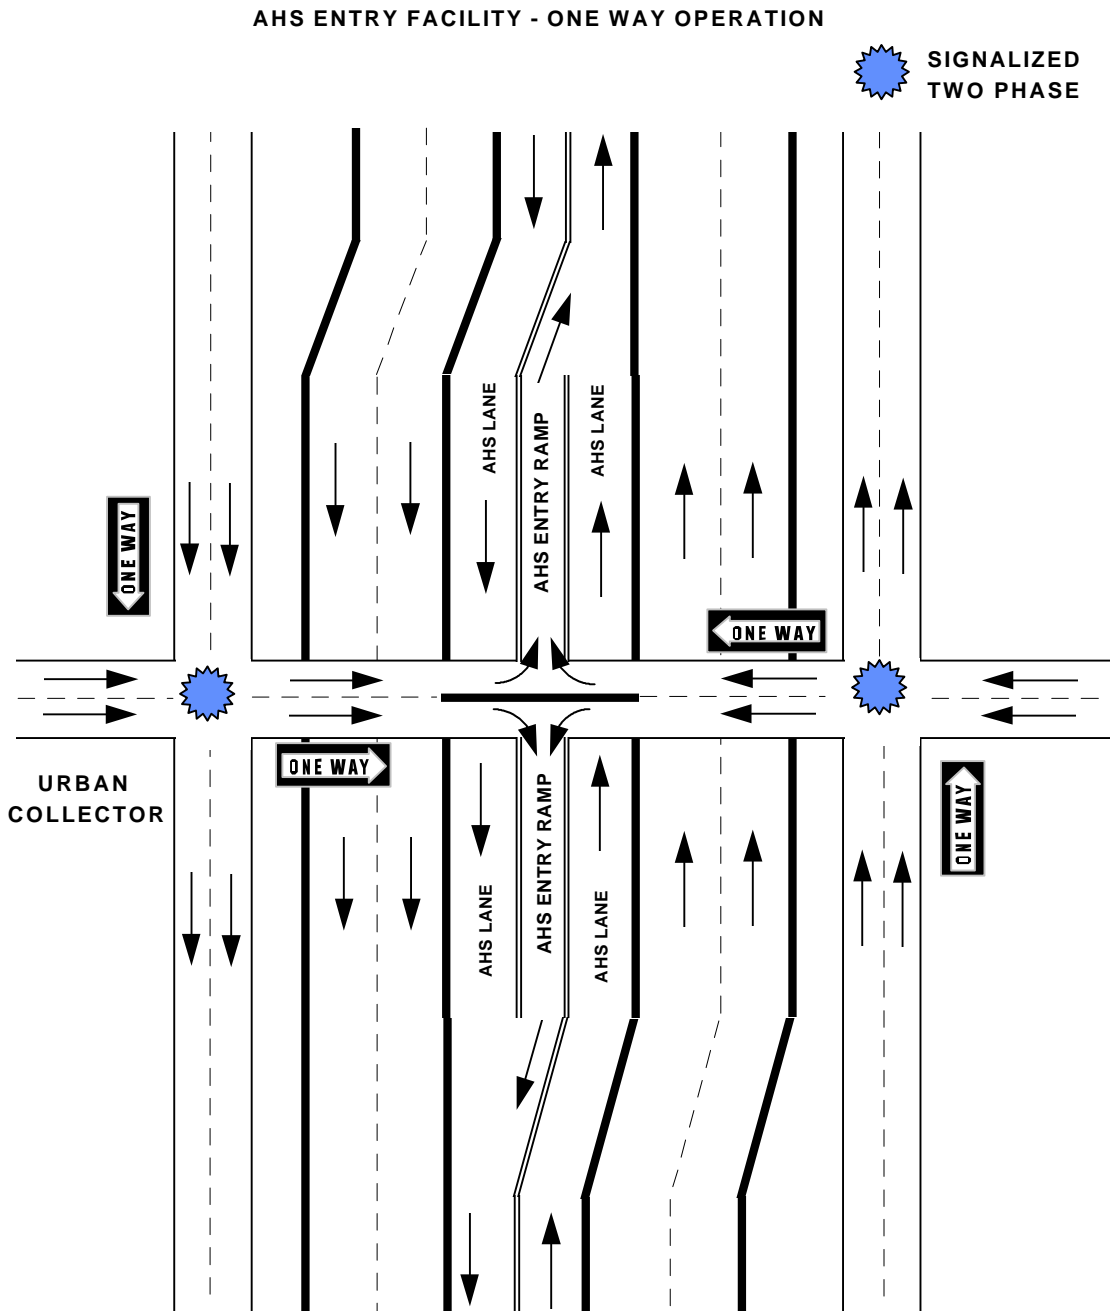 AHS ENTRY FACILITY - ONE WAY OPERATION
SIGNALIZED
TWO PHASE
AHS LANE
AHS ENTRY RAMP
AHS LANE
ONE WAY
ONE WAY
ONE WAY
URBAN
COLLECTOR
ONE WAY
AHS LANE
AHS ENTRY RAMP
AHS LANE